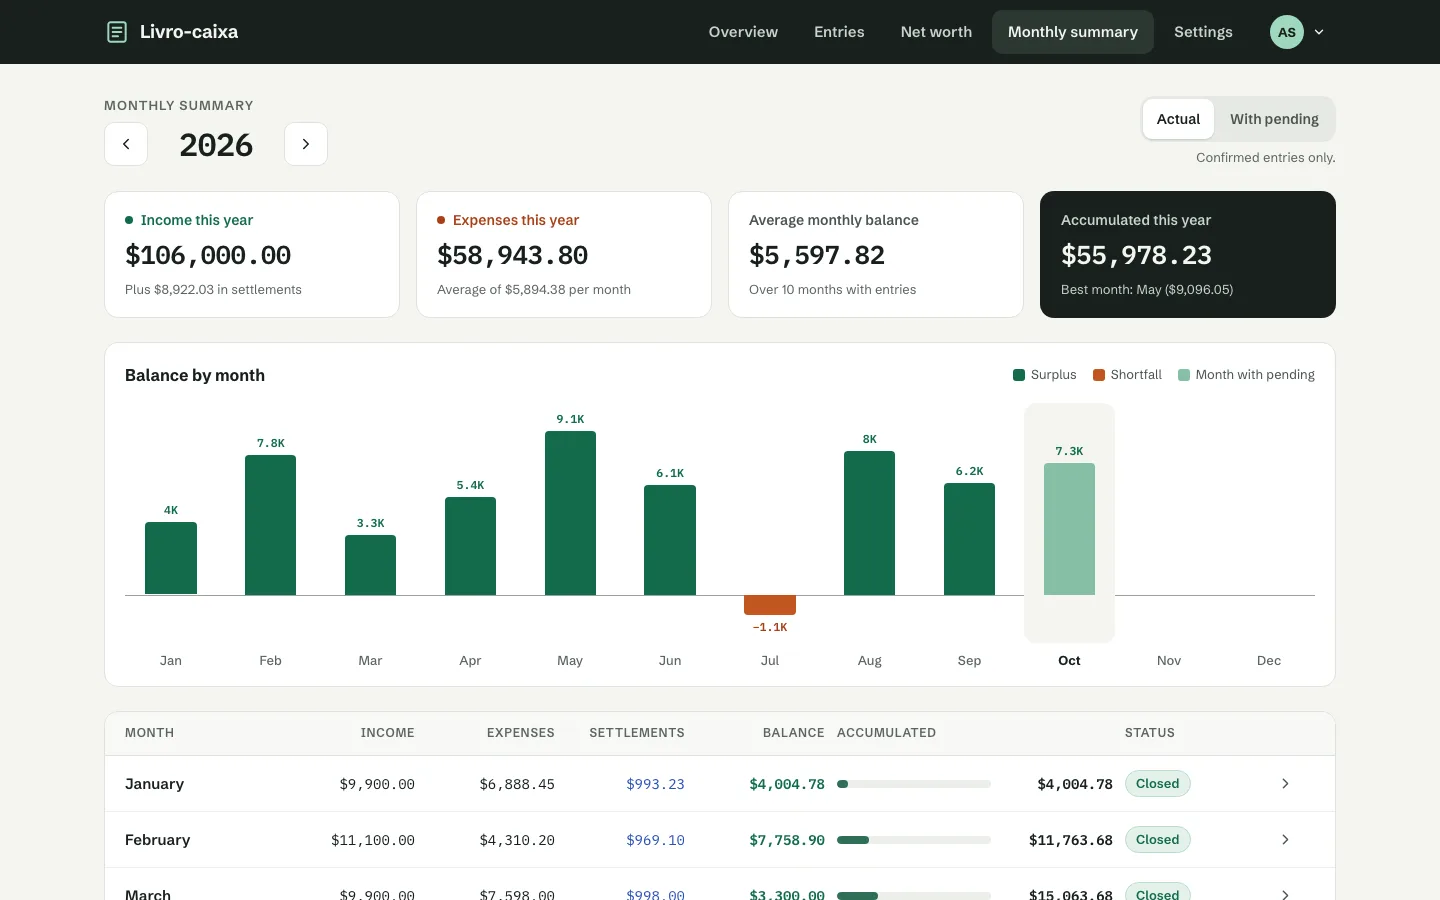 Livro-caixa
Overview Entries Net worth Monthly summary Settings AS
MONTHLY SUMMARY
2026
Actual With pending
Confirmed entries only.
Income this year
$106,000.00
Plus $8,922.03 in settlements
Expenses this year
$58,943.80
Average of $5,894.38 per month
Average monthly balance
$5,597.82
Over 10 months with entries
Accumulated this year
$55,978.23
Best month: May ($9,096.05)
Balance by month
Surplus Shortfall Month with pending
4K 7.8K 3.3K 5.4K 9.1K 6.1K −1.1K 8K 6.2K 7.3K
Jan Feb Mar Apr May Jun Jul Aug Sep Oct Nov Dec
MONTH INCOME EXPENSES SETTLEMENTS BALANCE ACCUMULATED STATUS
January $9,900.00 $6,888.45 $993.23 $4,004.78 $4,004.78 Closed
February $11,100.00 $4,310.20 $969.10 $7,758.90 $11,763.68 Closed
March $9,900.00 $7,598.00 $998.00 $3,300.00 $15,063.68 Closed